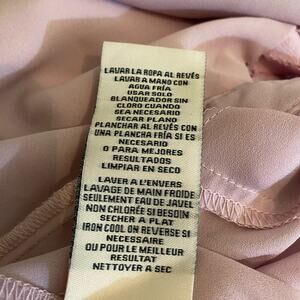 LAVAR LA ROPA AL REVÉS
LAVAR A MANO CON
AGUA FRÍA
USAR SOLO
BLANQUEADOR SIN
CLORO CUANDO
SEA NECESARIO
SECAR PLANO
PLANCHAR AL REVÉS CON
UNA PLANCHA FRÍA SI ES
NECESARIO
O PARA MEJORES
RESULTADOS
LIMPIAR EN SECO
LAVER A L'ENVERS
LAVAGE DE MAIN FROIDE
SEULEMENT EAU DE JAVEL
NON CHLORÉE SI BESOIN
SECHER A PLAT
IRON COOL ON REVERSE SI
NECESSAIRE
OU POUR LE MEILLEUR
RESULTAT
NETTOYER A SEC